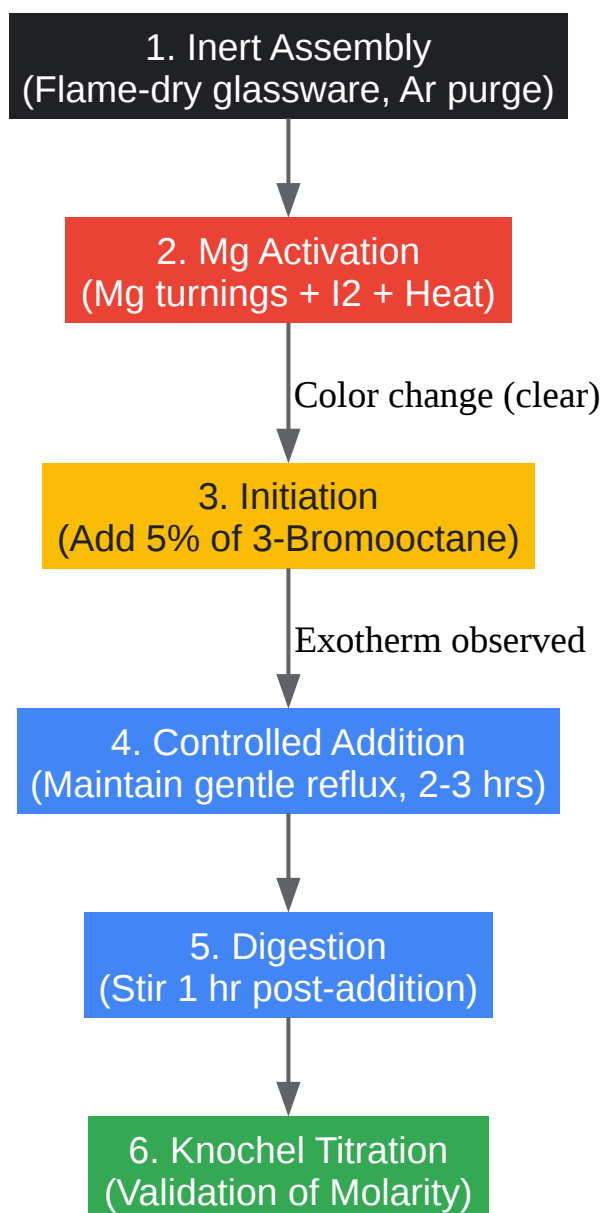 1. Inert Assembly
(Flame-dry glassware, Ar purge)
2. Mg Activation
(Mg turnings + I2 + Heat)
Color change (clear)
3. Initiation
(Add 5% of 3-Bromooctane)
Exotherm observed
4. Controlled Addition
(Maintain gentle reflux, 2-3 hrs)
5. Digestion
(Stir 1 hr post-addition)
6. Knochel Titration
(Validation of Molarity)